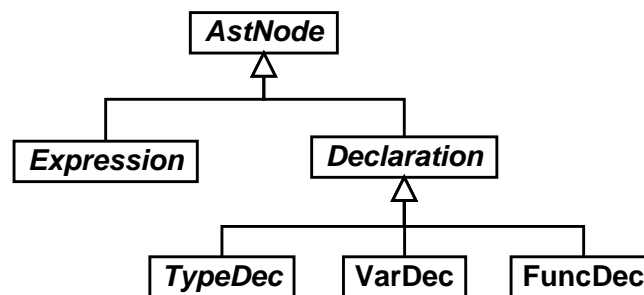 AstNode
Expression
Declaration
TypeDec
VarDec
FuncDec